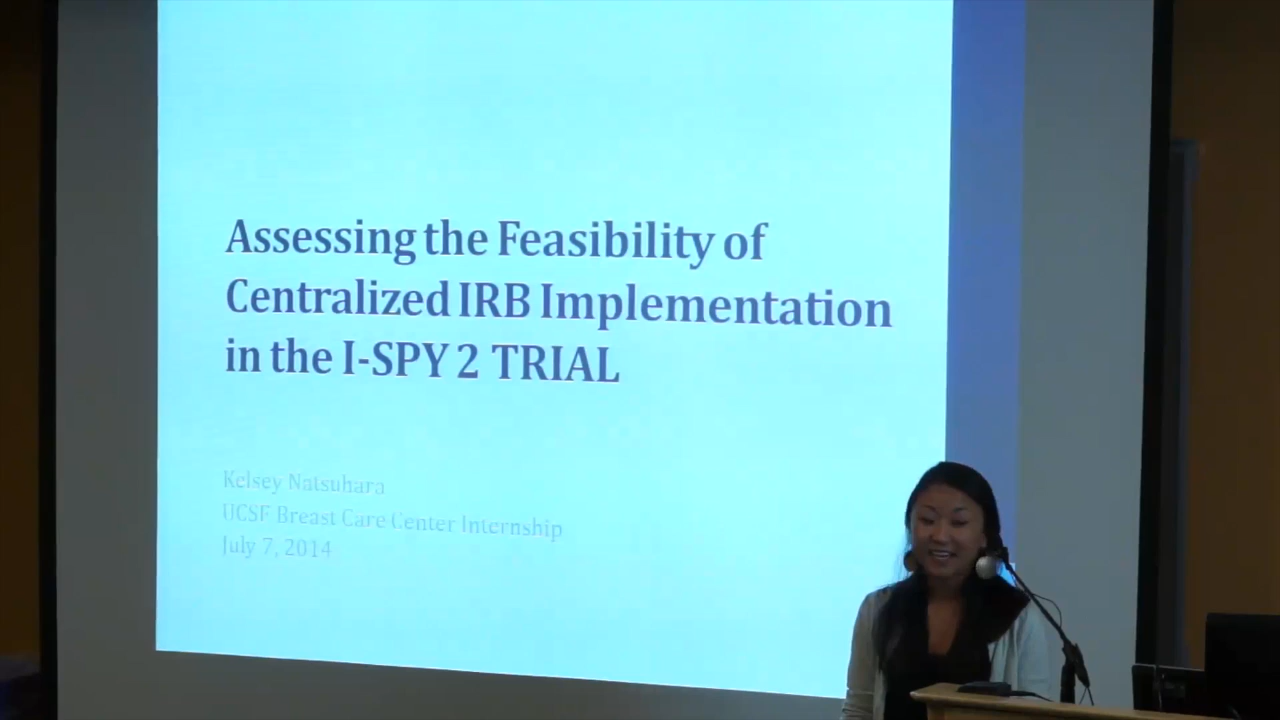 Assessing the Feasibility of
Centralized IRB Implementation
in the I-SPY 2 TRIAL
Kelsey Natsuhara
UCSF Breast Care Center Internship
July 7, 2014